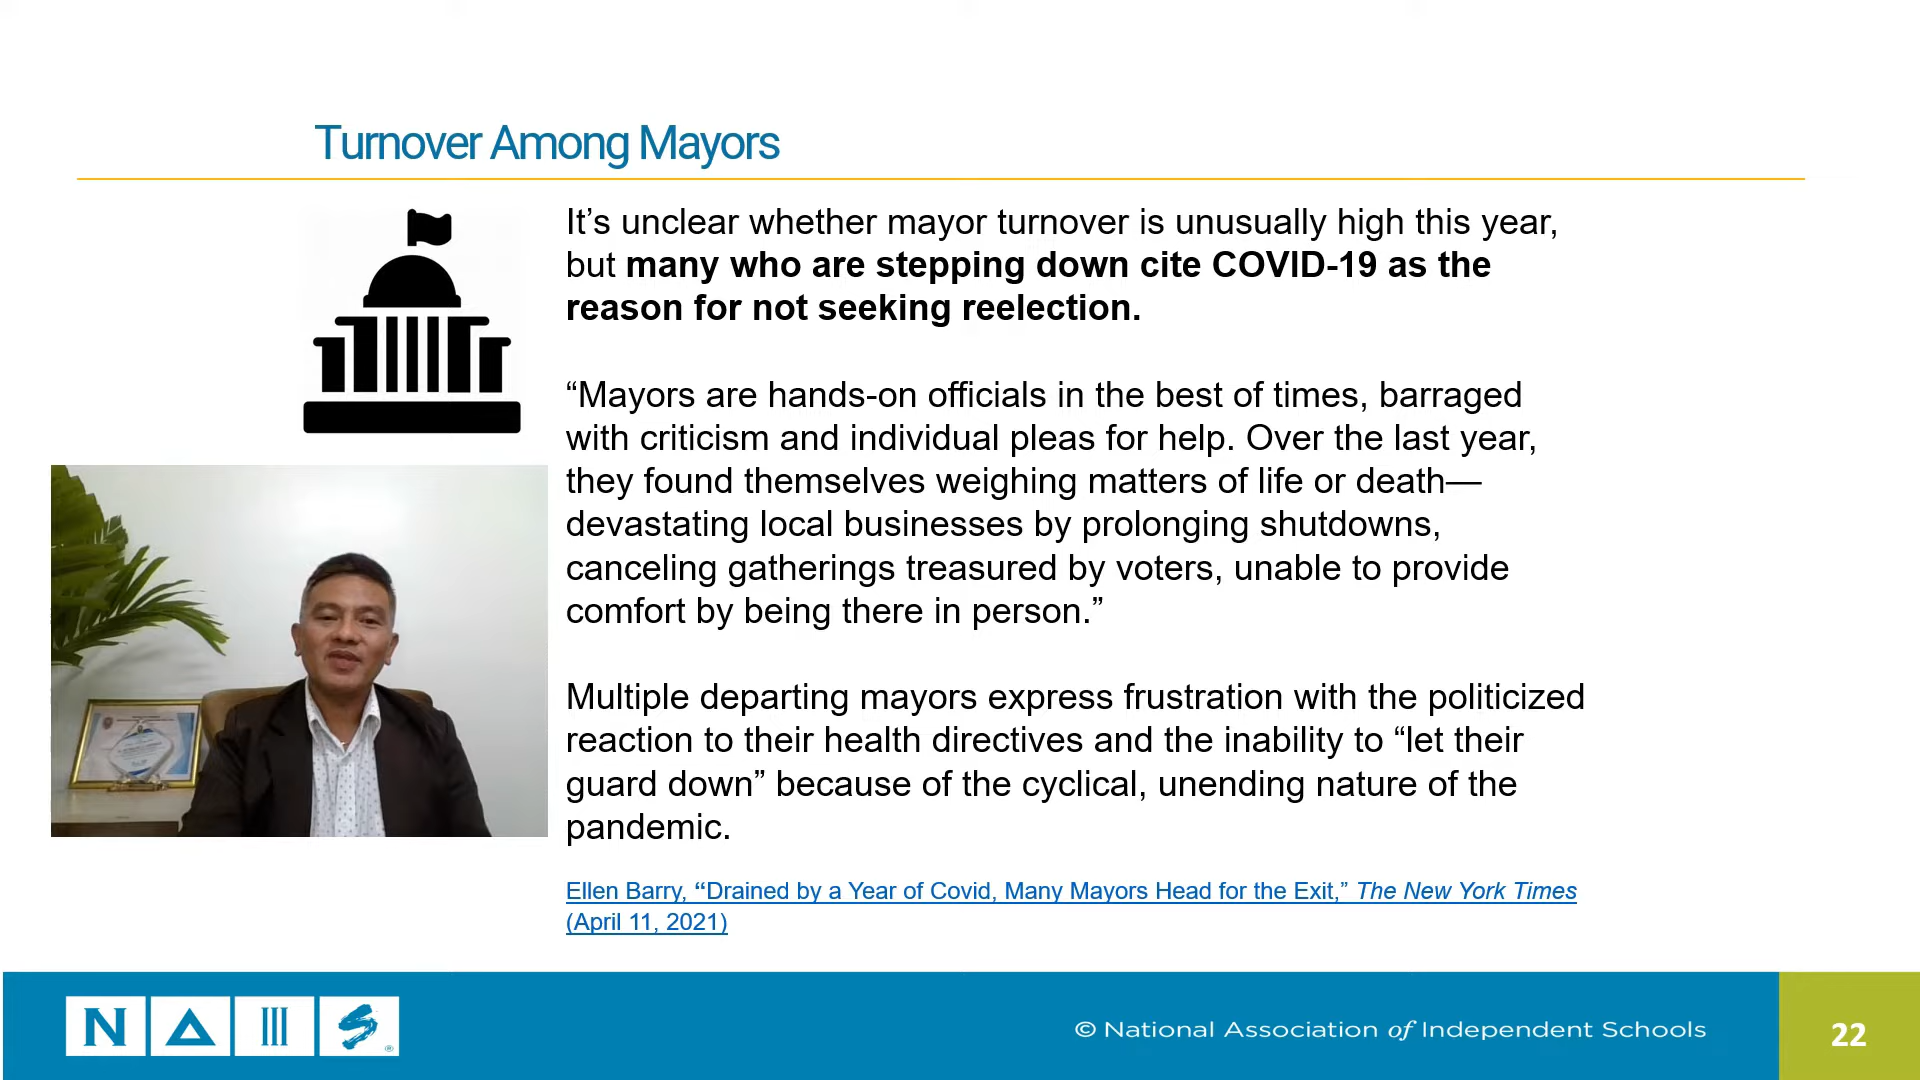 Turnover Among Mayors
It’s unclear whether mayor turnover is unusually high this year,
but many who are stepping down cite COVID-19 as the
reason for not seeking reelection.
“Mayors are hands-on officials in the best of times, barraged
with criticism and individual pleas for help. Over the last year,
they found themselves weighing matters of life or death—
devastating local businesses by prolonging shutdowns,
canceling gatherings treasured by voters, unable to provide
comfort by being there in person.”
Multiple departing mayors express frustration with the politicized
reaction to their health directives and the inability to “let their
guard down” because of the cyclical, unending nature of the
pandemic.
Ellen Barry, “Drained by a Year of Covid, Many Mayors Head for the Exit,” The New York Times
(April 11, 2021)
NAIS®
© National Association of Independent Schools
22